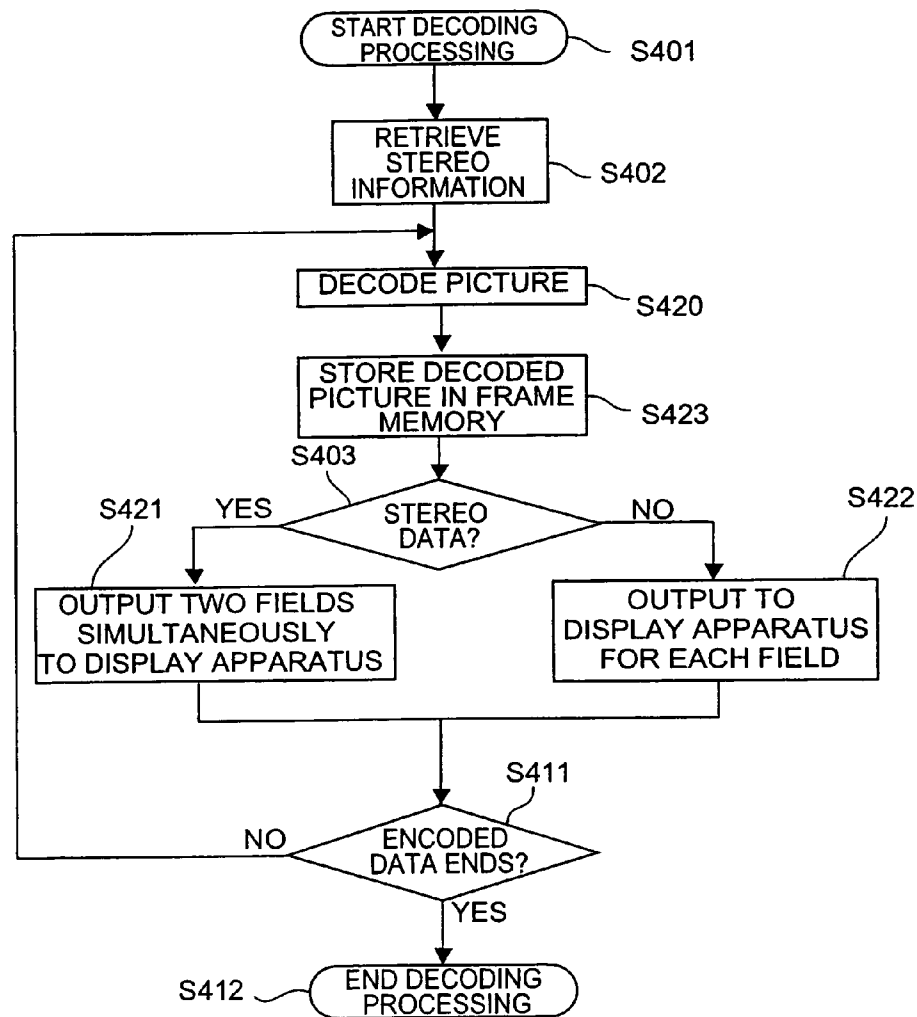 START DECODING
PROCESSING
S401
RETRIEVE
STEREO
INFORMATION
S402
DECODE PICTURE
S420
STORE DECODED
PICTURE IN FRAME
MEMORY
S423
S403
STEREO
DATA?
YES
NO
S421
OUTPUT TWO FIELDS
SIMULTANEOUSLY
TO DISPLAY APPARATUS
S422
OUTPUT TO
DISPLAY APPARATUS
FOR EACH FIELD
S411
ENCODED
DATA ENDS?
NO
YES
S412
END DECODING
PROCESSING